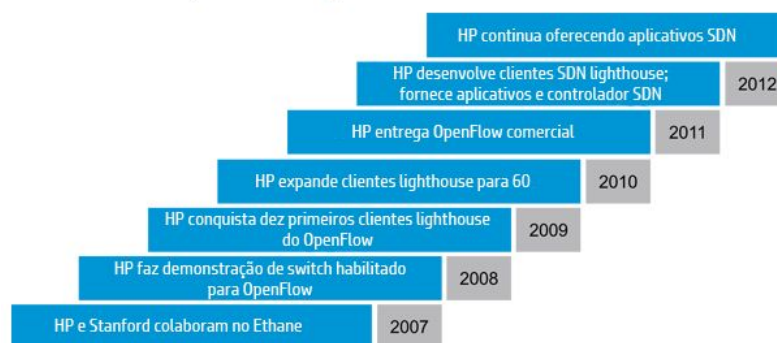 HP continua oferecendo aplicativos SDN
HP desenvolve clientes SDN lighthouse;
fornece aplicativos e controlador SDN
2012
HP entrega OpenFlow comercial
2011
HP expande clientes lighthouse para 60
2010
HP conquista dez primeiros clientes lighthouse
do OpenFlow
2009
HP faz demonstração de switch habilitado
para OpenFlow
2008
HP e Stanford colaboram no Ethane
2007